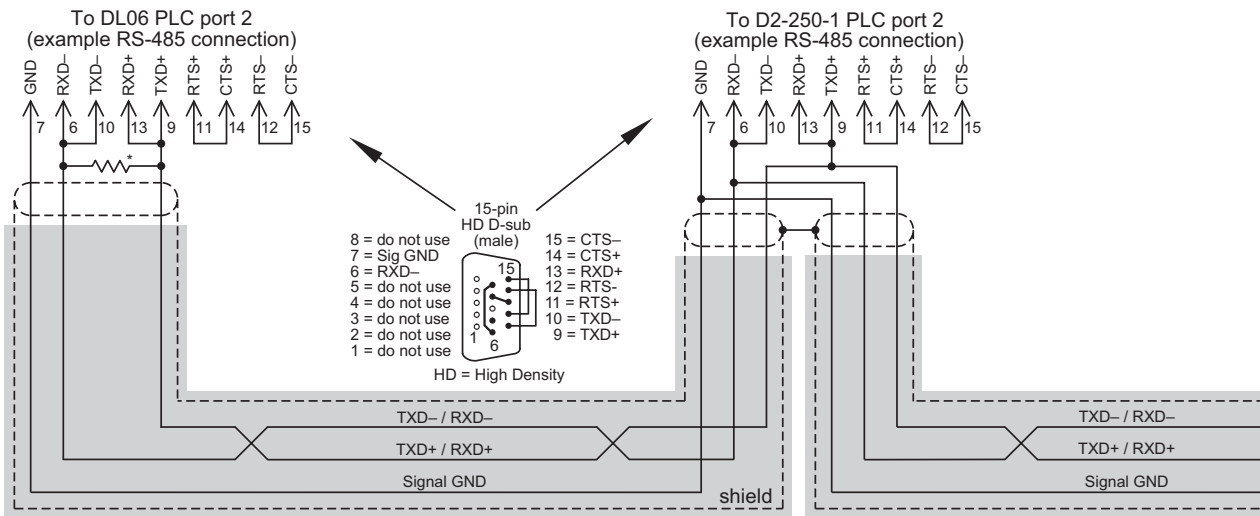 To DL06 PLC port 2
(example RS-485 connection)
GND
RXD–
TXD–
RXD+
TXD+
RTS+
CTS+
RTS–
CTS–
7
6
10
13
9
11
14
12
15
*
To D2-250-1 PLC port 2
(example RS-485 connection)
GND
RXD–
TXD–
RXD+
TXD+
RTS+
CTS+
RTS–
CTS–
7
6
10
13
9
11
14
12
15
15-pin
HD D-sub
(male)
8 = do not use
7 = Sig GND
6 = RXD–
5 = do not use
4 = do not use
3 = do not use
2 = do not use
1 = do not use
15
1
6
15 = CTS–
14 = CTS+
13 = RXD+
12 = RTS-
11 = RTS+
10 = TXD–
9 = TXD+
HD = High Density
TXD– / RXD–
TXD+ / RXD+
Signal GND
shield
TXD– / RXD–
TXD+ / RXD+
Signal GND